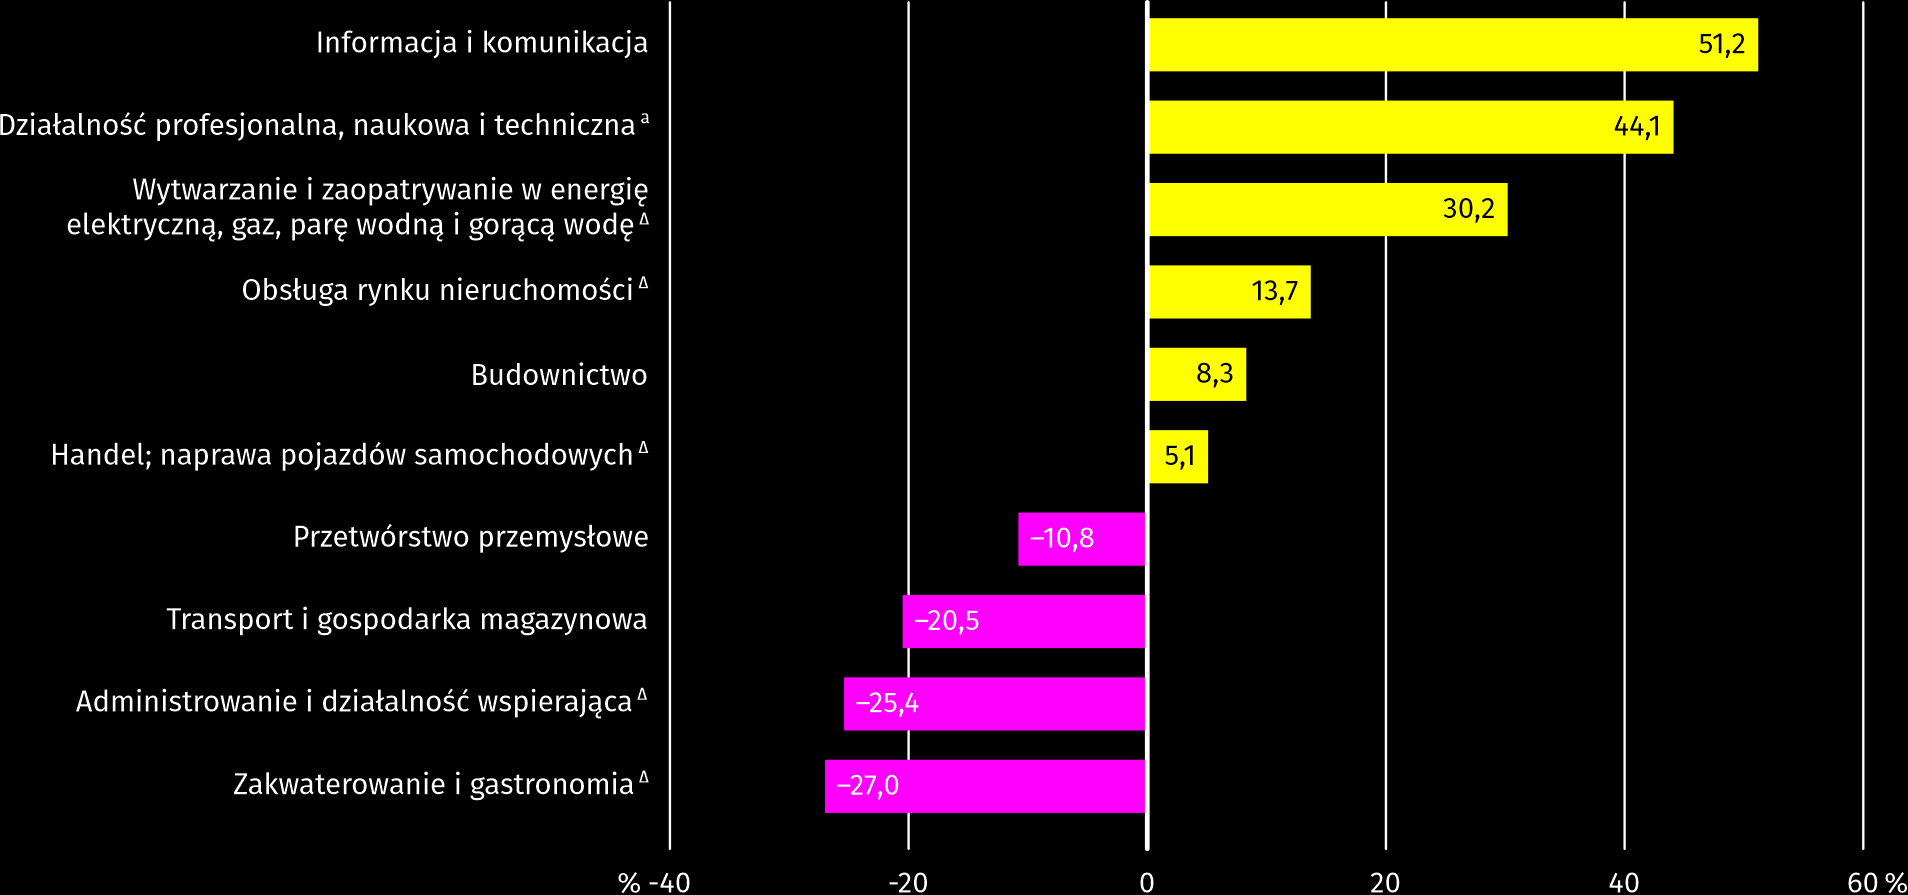 Informacja i komunikacja 51,2
Działalność profesjonalna, naukowa i techniczna ᵃ 44,1
Wytwarzanie i zaopatrywanie w energię
elektryczną, gaz, parę wodną i gorącą wodę Δ 30,2
Obsługa rynku nieruchomości Δ 13,7
Budownictwo 8,3
Handel; naprawa pojazdów samochodowych Δ 5,1
Przetwórstwo przemysłowe –10,8
Transport i gospodarka magazynowa –20,5
Administrowanie i działalność wspierająca Δ –25,4
Zakwaterowanie i gastronomia Δ –27,0
% -40 -20 0 20 40 60 %